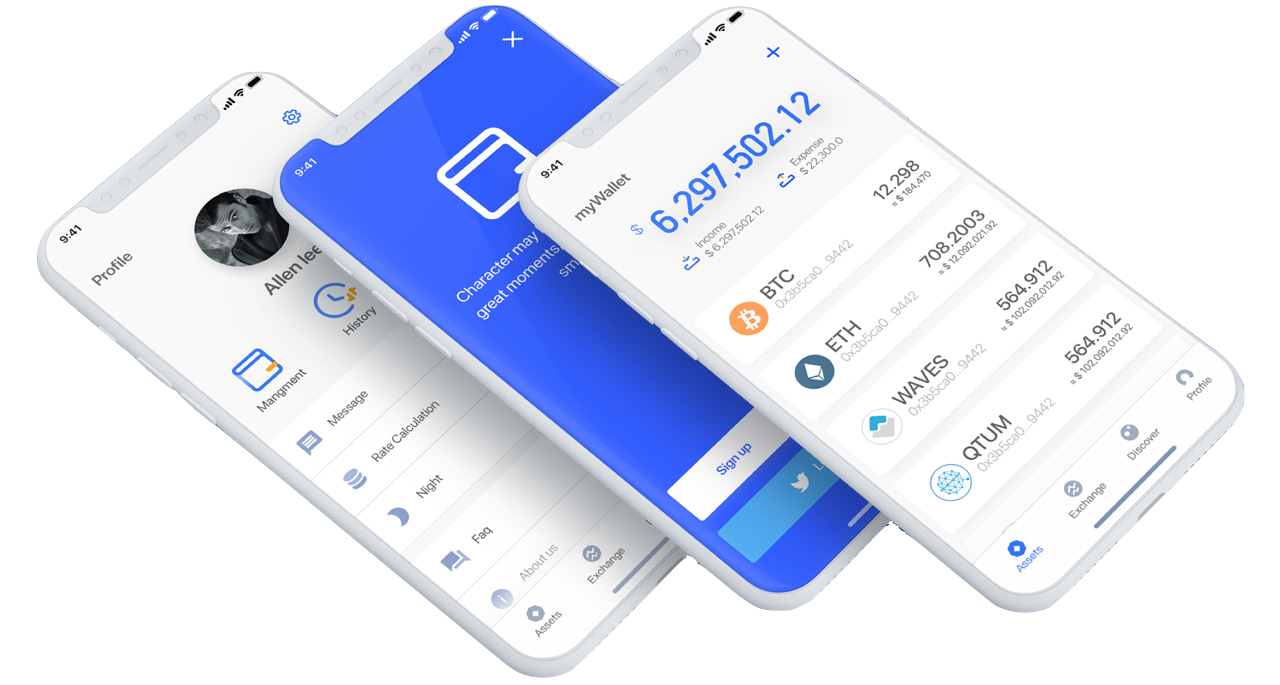 9:41
Profile
Allen lee
History
Mangment
Message
Rate Calculation
Night
Faq
About us
Assets
Exchange
9:41
Character may
great moments
Sign up
9:41
myWallet
$ 6,297,502.12
Income
$ 6,297,502.12
Expense
$ 22,300.0
BTC
0x3b5ca0...9442
12.298
≈ $ 184,470
ETH
0x3b5ca0...9442
708.2003
≈ $ 12,092,021.92
WAVES
0x3b5ca0...9442
564.912
≈ $ 102,092,012.92
QTUM
0x3b5ca0...9442
564.912
≈ $ 102,092,012.92
Assets
Exchange
Discover
Profile